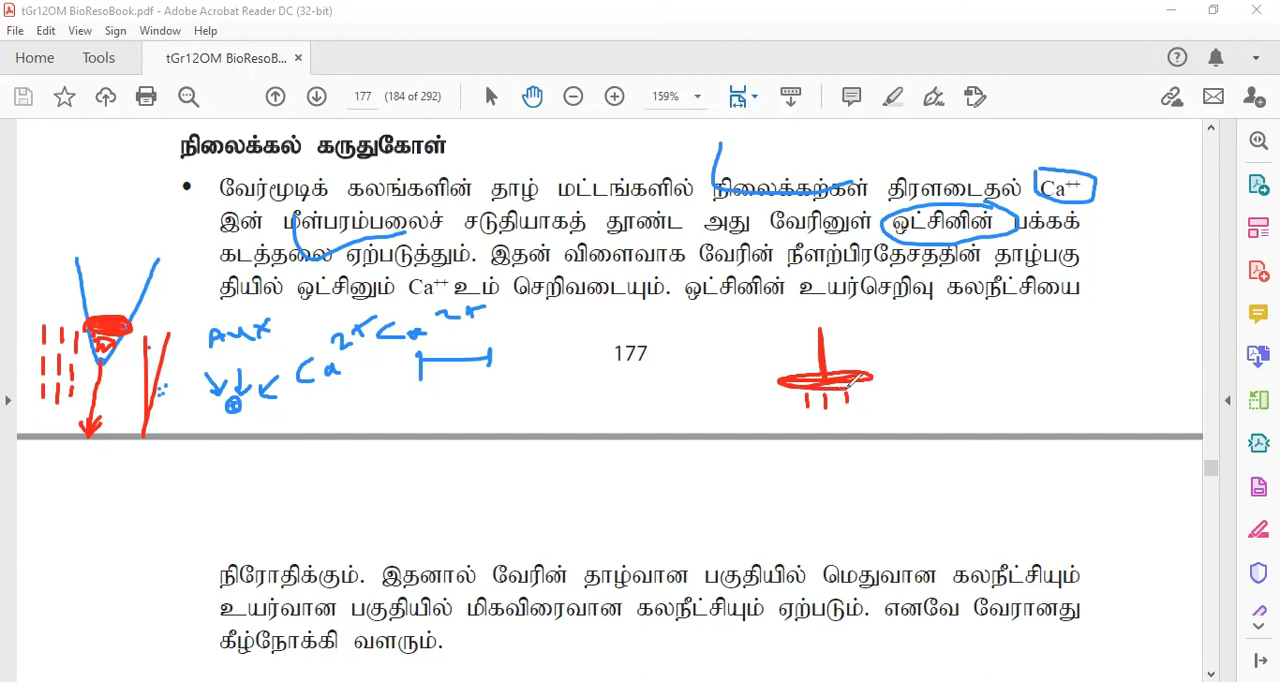 tGr12OM BioResoBook.pdf - Adobe Acrobat Reader DC (32-bit)
File Edit View Sign Window Help
Home Tools tGr12OM BioResoB... ×
177 (184 of 292) 159%
நிலைக்கல் கருதுகோள்
• வேர்மூடிக் கலங்களின் தாழ் மட்டங்களில் நிலைக்கற்கள் திரளடைதல் Ca⁺⁺
இன் மீள்பரம்பலைச் சடுதியாகத் தூண்ட அது வேரினுள் ஒட்சினின் பக்கக்
கடத்தலை ஏற்படுத்தும். இதன் விளைவாக வேரின் நீளற்பிரதேசததின் தாழ்பகு
தியில் ஒட்சினும் Ca⁺⁺ உம் செறிவடையும். ஒட்சினின் உயர்செறிவு கலநீட்சியை
Aux Ca²⁺ Ca²⁺
177
நிரோதிக்கும். இதனால் வேரின் தாழ்வான பகுதியில் மெதுவான கலநீட்சியும்
உயர்வான பகுதியில் மிகவிரைவான கலநீட்சியும் ஏற்படும். எனவே வேரானது
கீழ்நோக்கி வளரும்.